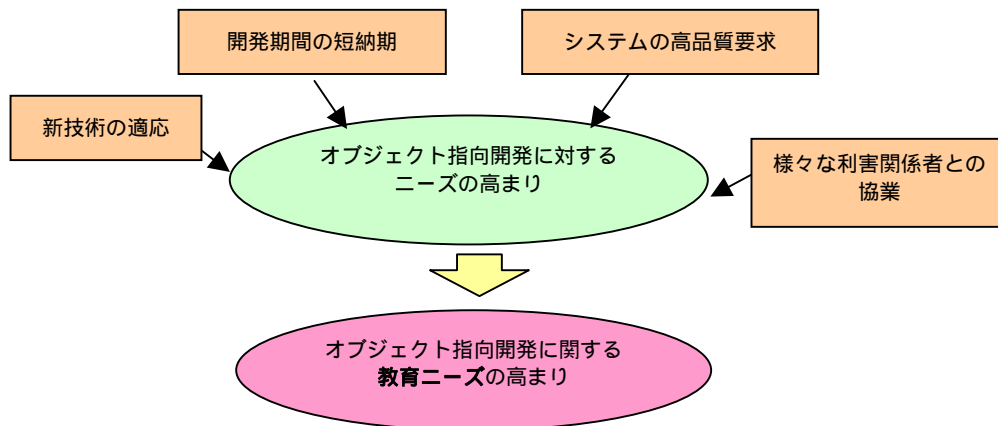 開発期間の短納期
システムの高品質要求
新技術の適応
オブジェクト指向開発に対する
ニーズの高まり
様々な利害関係者との
協業
オブジェクト指向開発に関する
教育ニーズの高まり